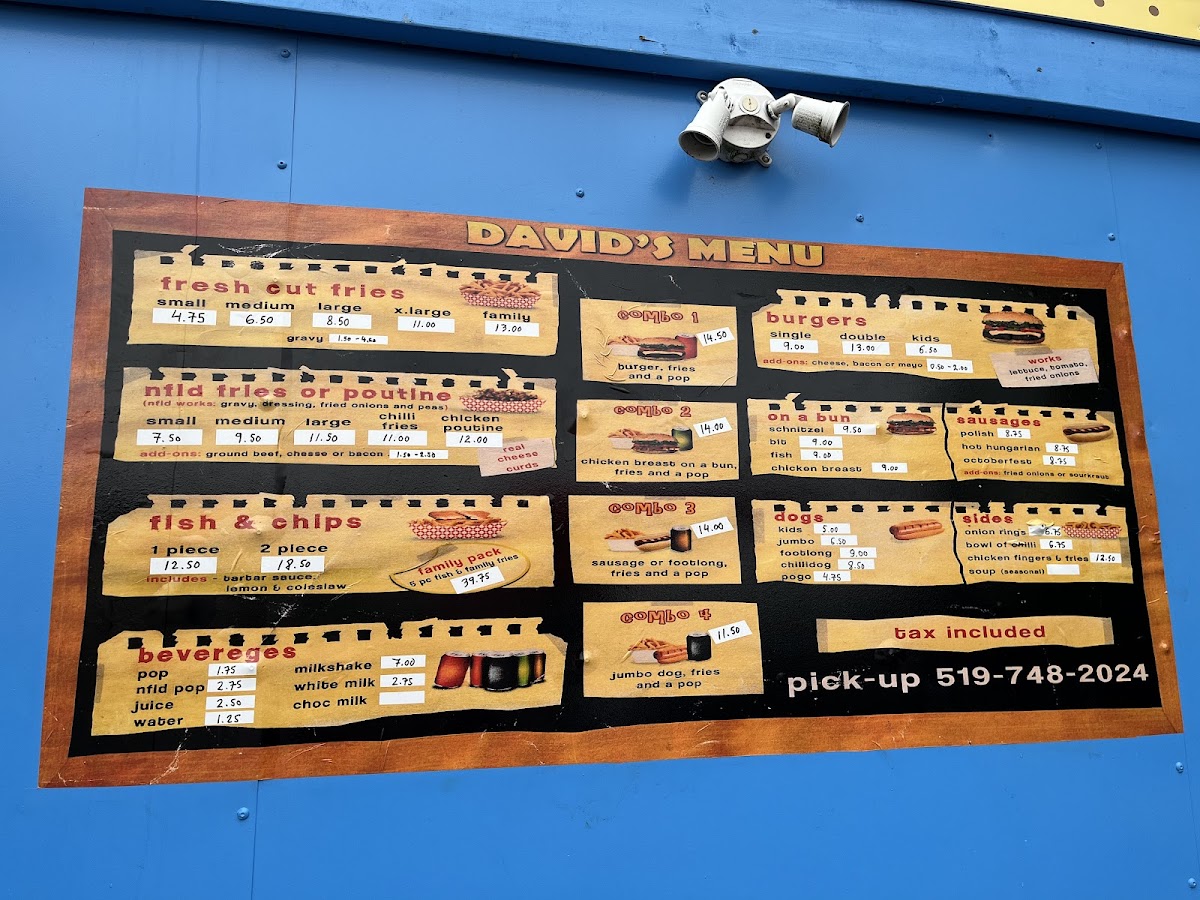 DAVID'S MENU
fresh cut fries
small medium large x.large family
4.75 6.50 8.50 11.00 13.00
gravy 1.50 - 4.50
nfld fries or poutine
(nfld works: gravy, dressing, fried onions and peas)
small medium large chilli fries chicken poutine
7.50 9.50 11.50 11.00 12.00
add-ons: ground beef, cheese or bacon 1.50 - 2.50
real
cheese
curds
fish & chips
1 piece 2 piece
12.50 18.50
includes - tartar sauce,
lemon & coleslaw
family pack
5 pc fish & family fries
39.75
bevereges
pop 1.75
nfld pop 2.75
juice 2.50
water 1.25
milkshake 7.00
white milk 2.75
choc milk
combo 1
14.50
burger, fries
and a pop
combo 2
14.00
chicken breast on a bun,
fries and a pop
combo 3
14.00
sausage or footlong,
fries and a pop
combo 4
11.50
jumbo dog, fries
and a pop
burgers
single double kids
9.00 13.00 6.50
add-ons: cheese, bacon or mayo 0.50 - 2.00
works
lettuce, tomato,
fried onions
on a bun
schnitzel 9.50
blt 9.00
fish 9.00
chicken breast 9.00
sausages
polish 8.75
hot hungarian 8.75
octoberfest 8.75
add-ons: fried onions or sourkraut
dogs
kids 5.00
jumbo 6.50
footlong 9.00
chillidog 8.50
pogo 4.75
sides
onion rings 6.75
bowl of chilli 6.75
chicken fingers & fries 12.50
soup (seasonal)
tax included
pick-up 519-748-2024